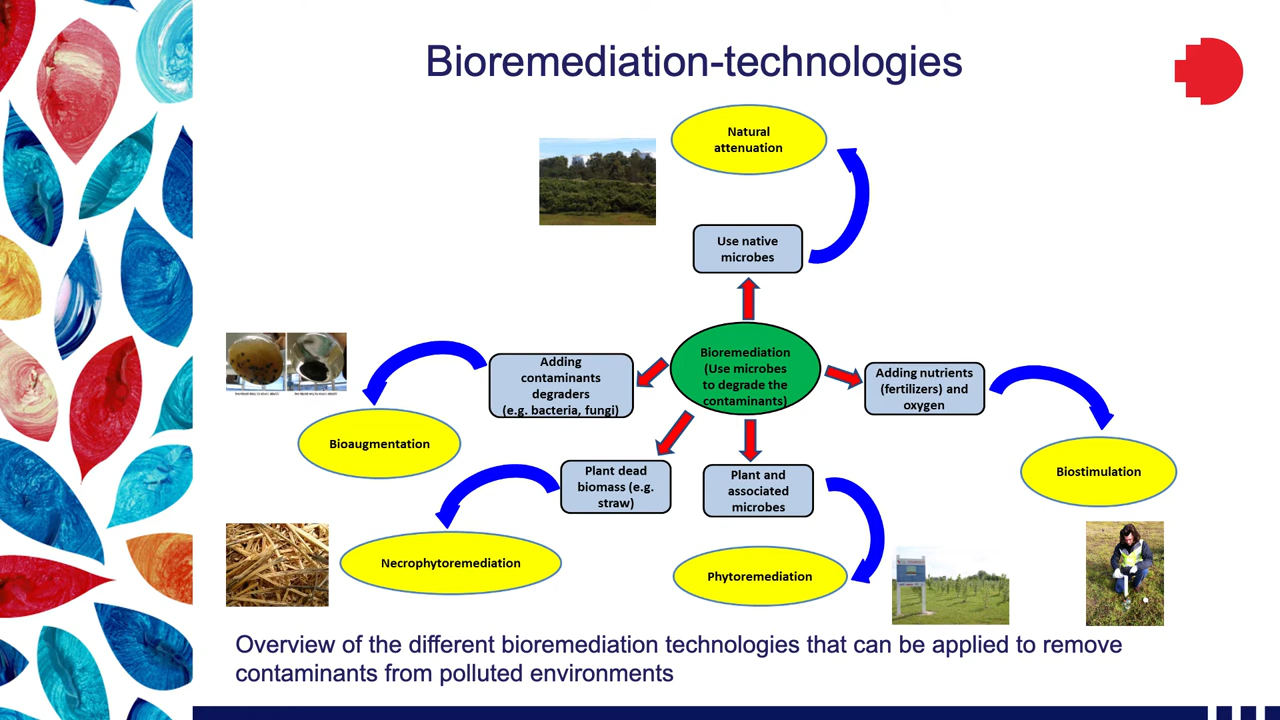 Bioremediation-technologies
Natural
attenuation
Use native
microbes
Bioremediation
(Use microbes
to degrade the
contaminants)
Adding
contaminants
degraders
(e.g. bacteria, fungi)
Adding nutrients
(fertilizers) and
oxygen
Bioaugmentation
Biostimulation
Plant dead
biomass (e.g.
straw)
Plant and
associated
microbes
Necrophytoremediation
Phytoremediation
Overview of the different bioremediation technologies that can be applied to remove
contaminants from polluted environments